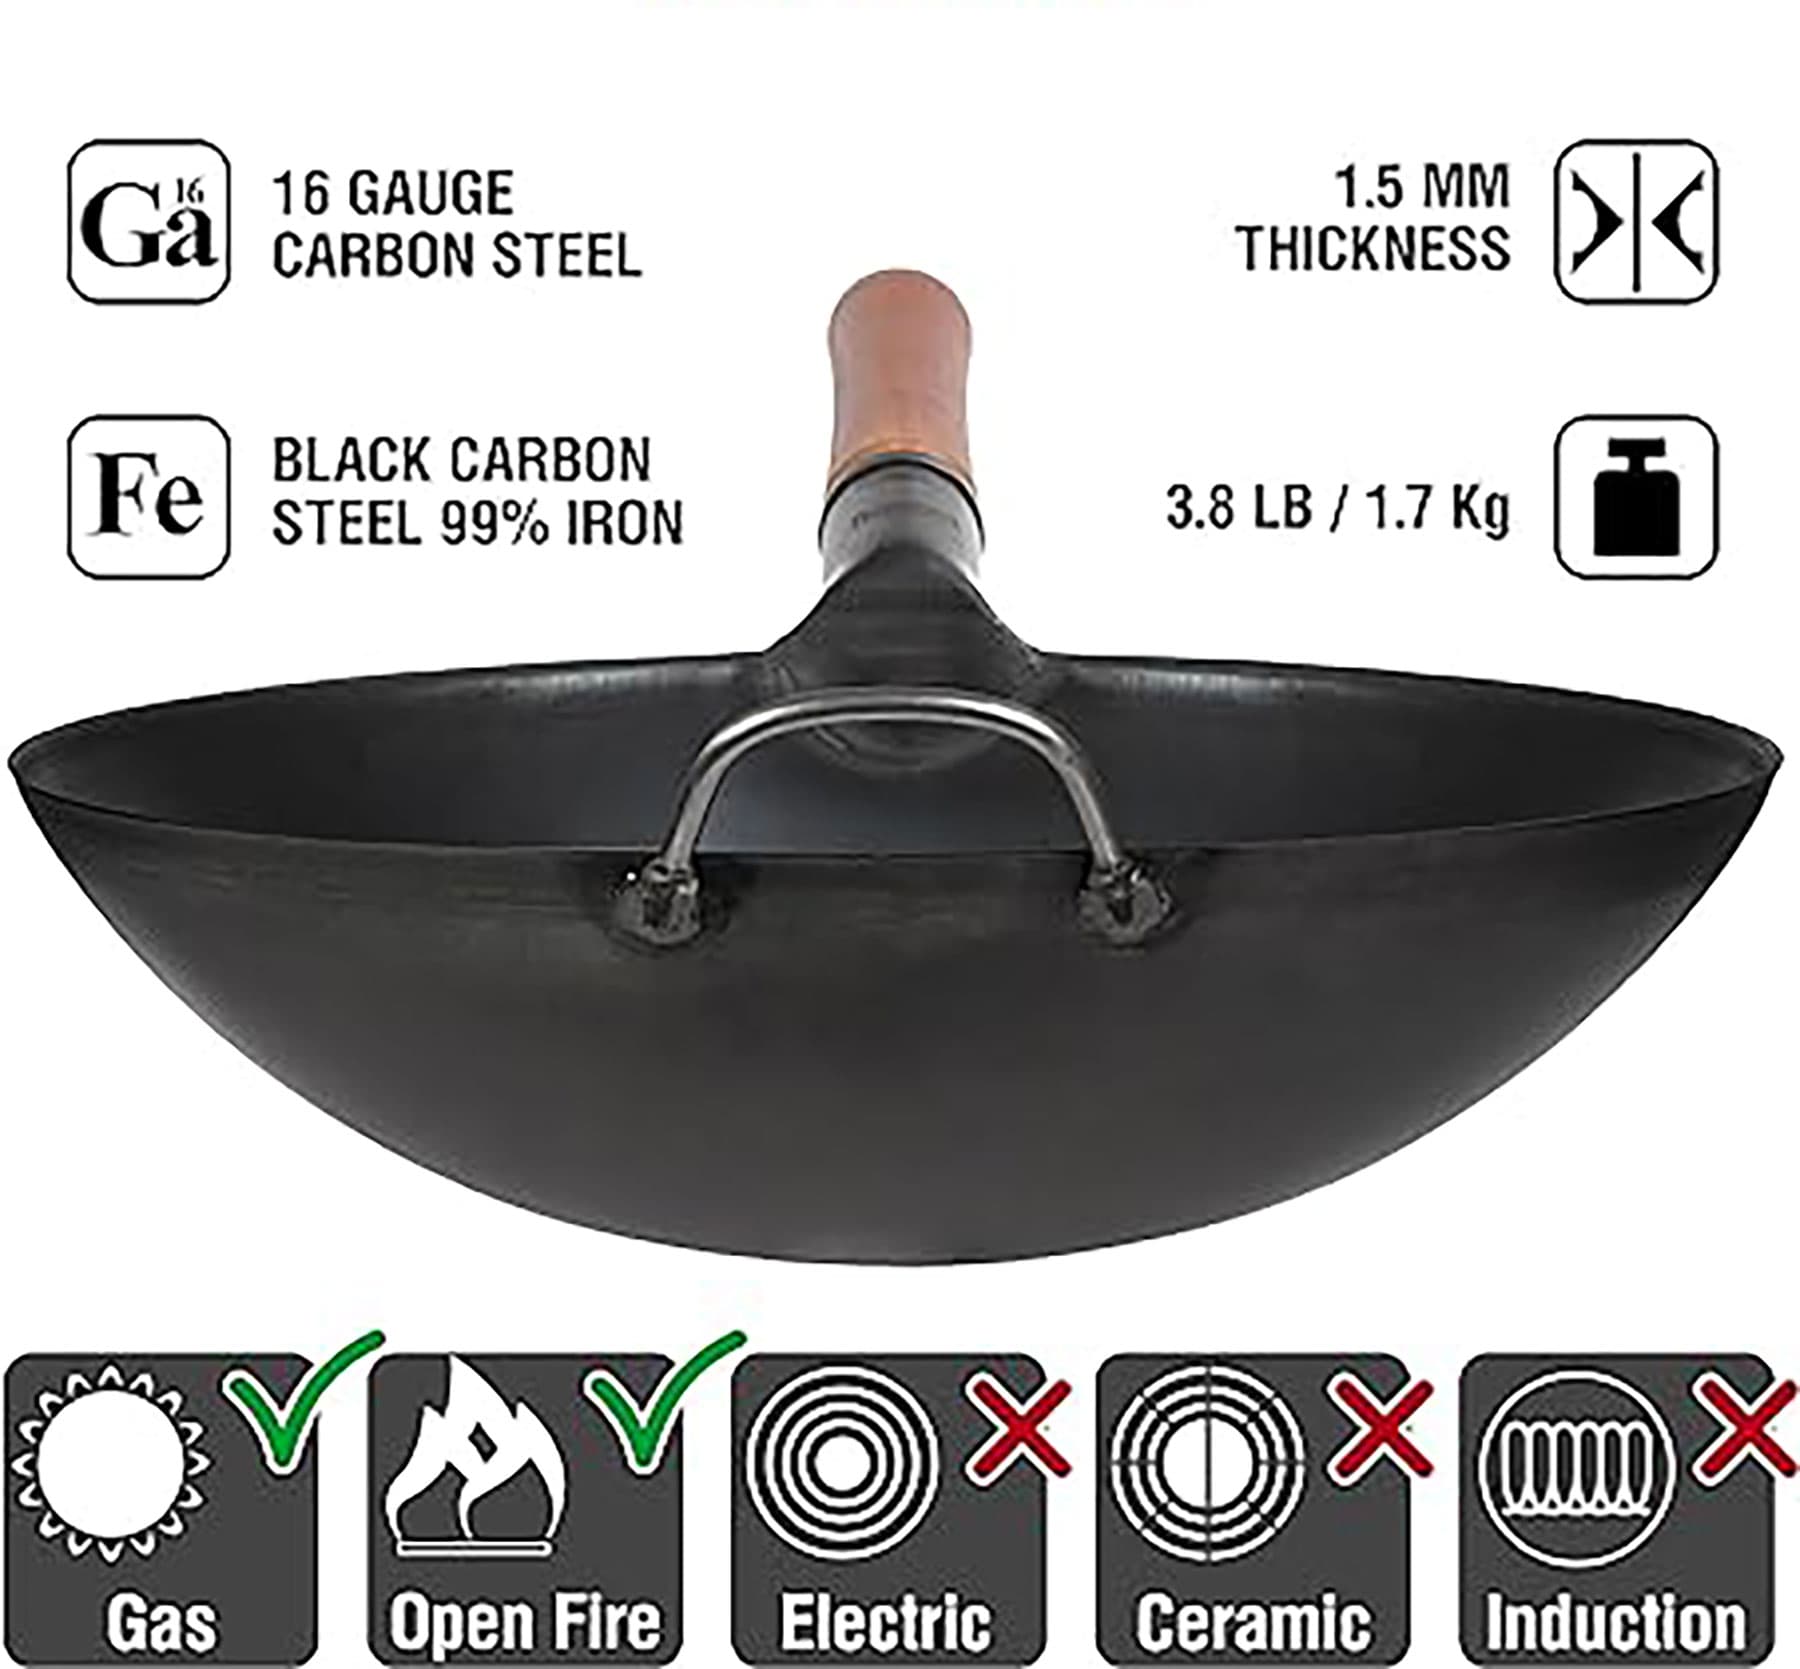 Ga 16
16 GAUGE
CARBON STEEL
1.5 MM
THICKNESS
Fe
BLACK CARBON
STEEL 99% IRON
3.8 LB / 1.7 Kg
Gas
Open Fire
Electric
Ceramic
Induction